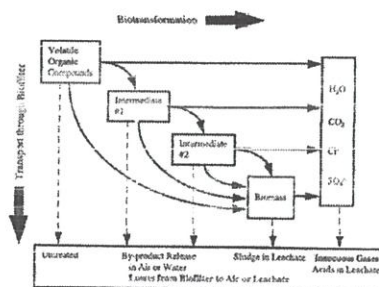 Biotransformation
Transport through Biofilter
Volatile
Organic
Compounds
Intermediate
#1
Intermediate
#2
Biomass
H₂O
CO₂
Cl⁻
SO₄⁼
Untreated
By-product Release
in Air or Water
Sludge in Leachate
Innocuous Gases
Acids in Leachate
Losses from Biofilter to Air or Leachate